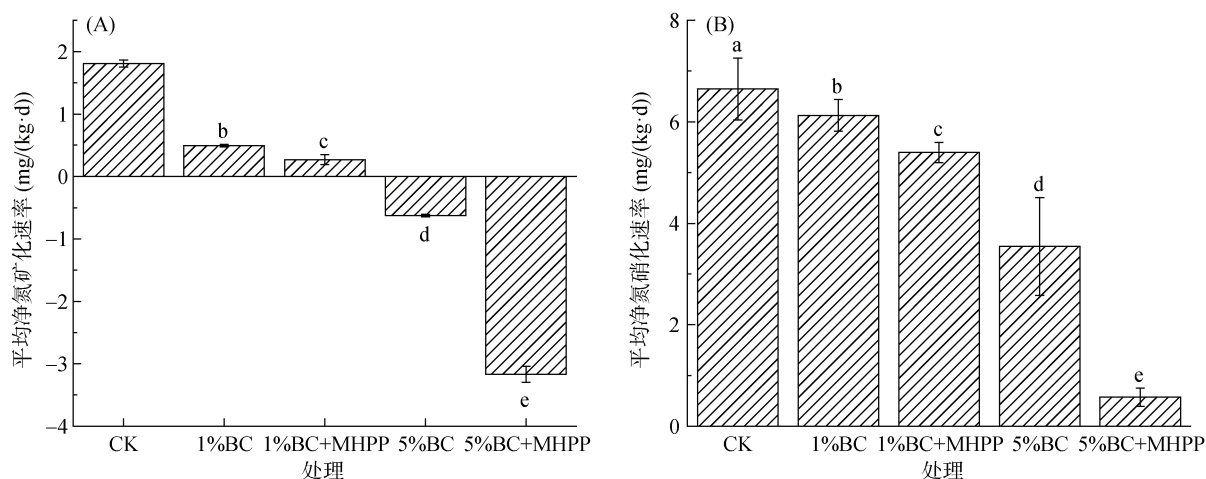 (A)
平均净氮矿化速率 (mg/(kg·d))
2
1
0
−1
−2
−3
−4
b
c
d
e
CK 1%BC 1%BC+MHPP 5%BC 5%BC+MHPP
处理
(B)
平均净氮硝化速率 (mg/(kg·d))
8
6
4
2
0
a
b
c
d
e
CK 1%BC 1%BC+MHPP 5%BC 5%BC+MHPP
处理